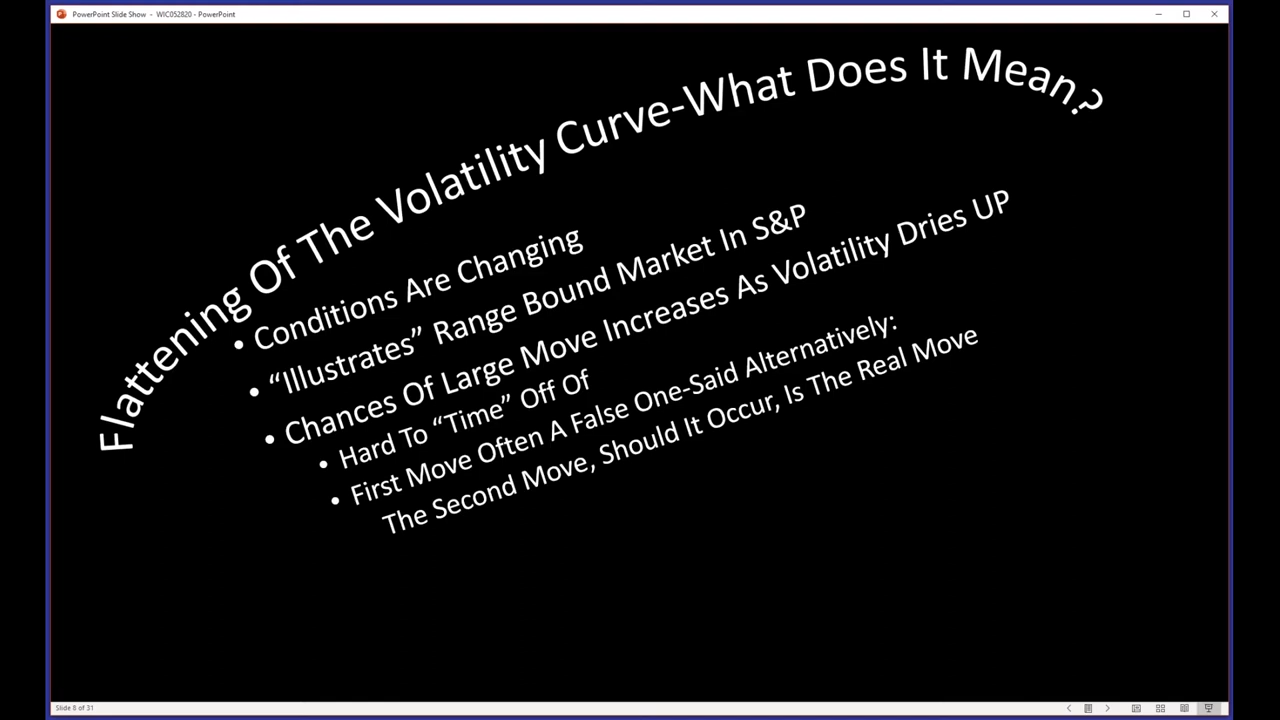 PowerPoint Slide Show - WIC052820 - PowerPoint
Flattening Of The Volatility Curve-What Does It Mean?
• Conditions Are Changing
• “Illustrates” Range Bound Market In S&P
• Chances Of Large Move Increases As Volatility Dries UP
• Hard To “Time” Off Of
• First Move Often A False One-Said Alternatively:
The Second Move, Should It Occur, Is The Real Move
Slide 8 of 31